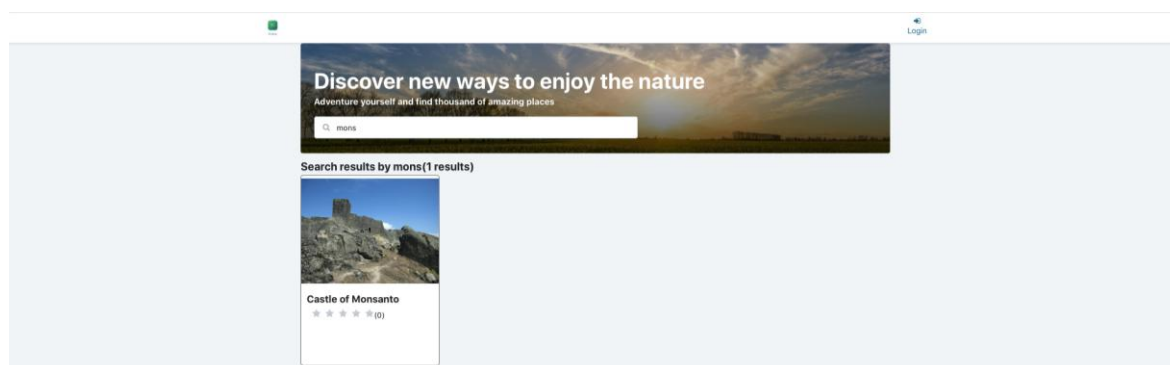 Login
Discover new ways to enjoy the nature
Adventure yourself and find thousand of amazing places
mons
Search results by mons(1 results)
Castle of Monsanto
(0)